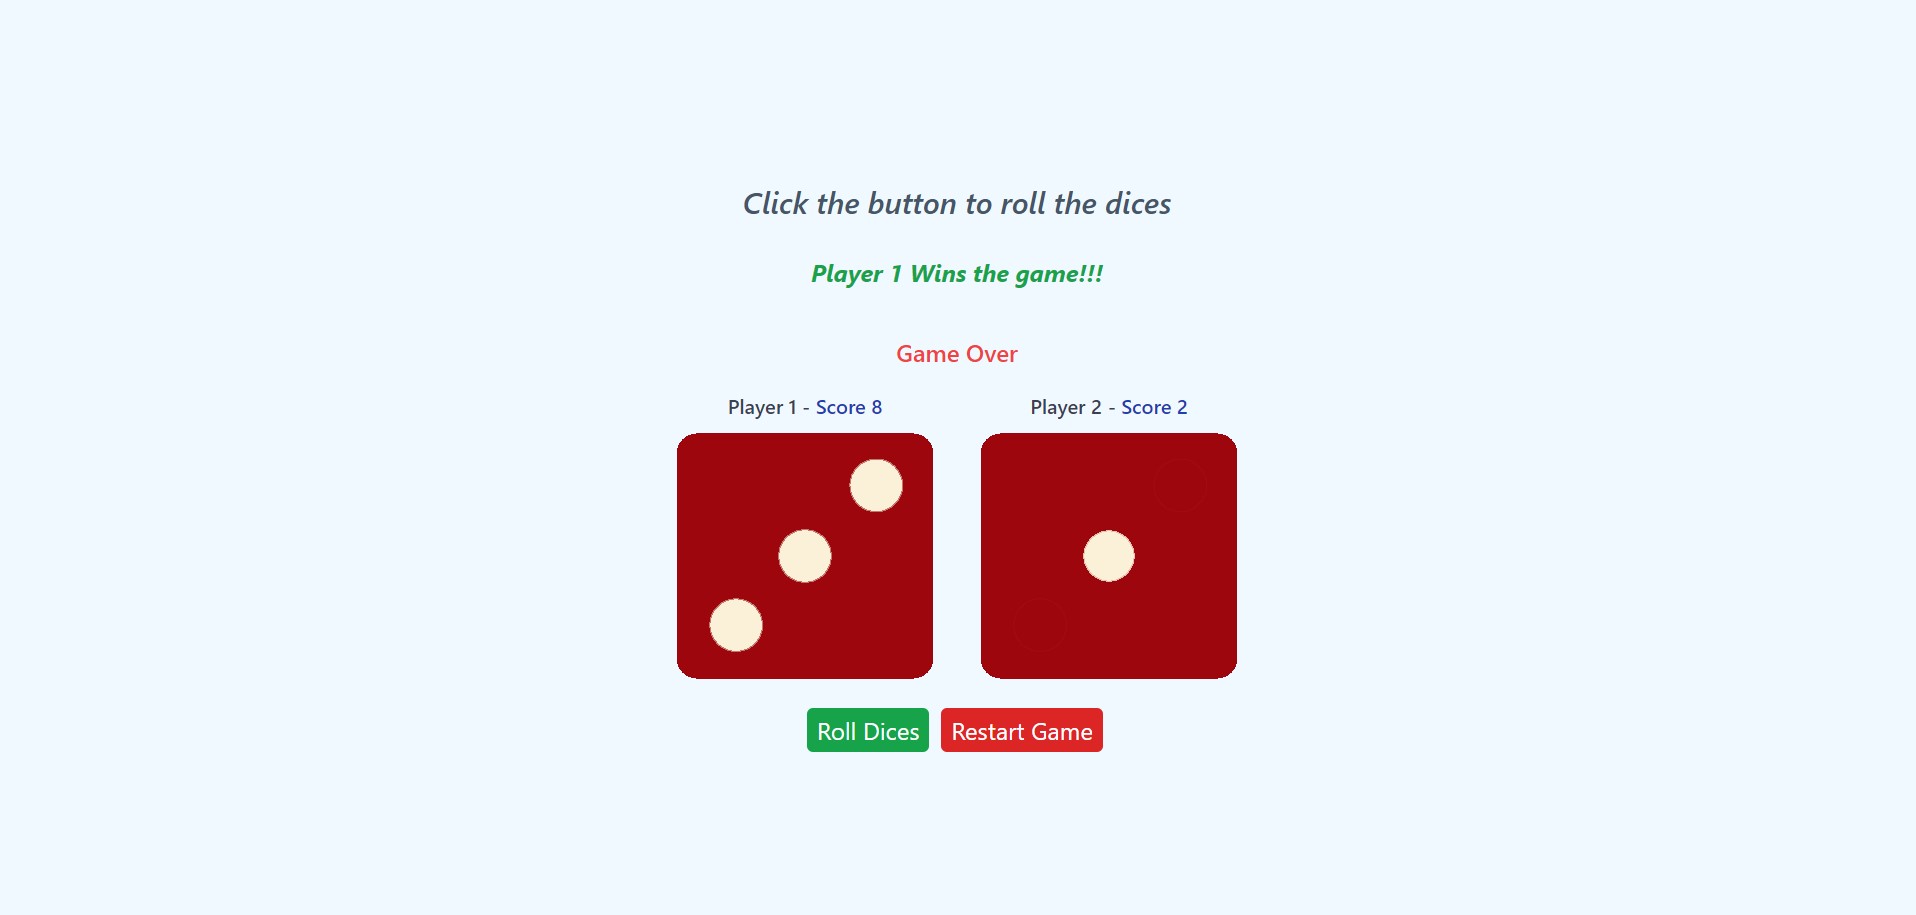 Click the button to roll the dices
Player 1 Wins the game!!!
Game Over
Player 1 - Score 8
Player 2 - Score 2
Roll Dices
Restart Game